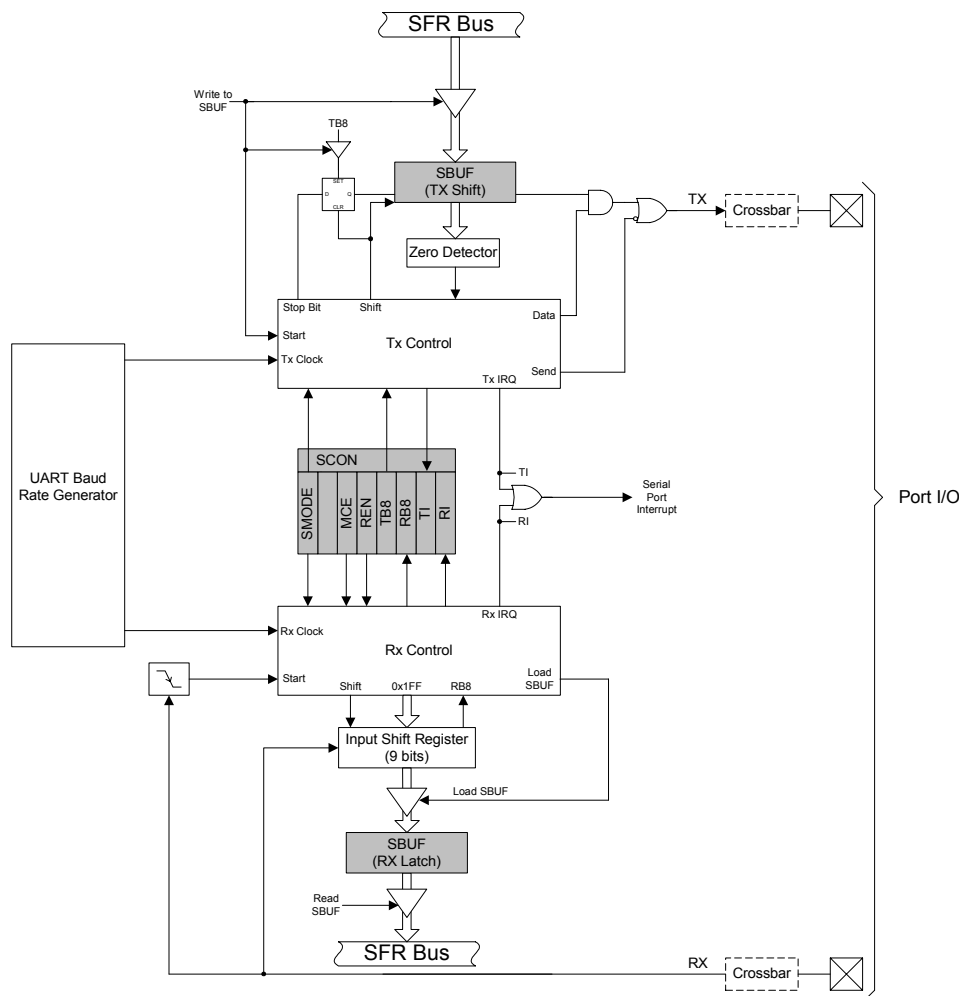 SFR Bus
Write to
SBUF
TB8
SET
D
Q
CLR
SBUF
(TX Shift)
TX
Crossbar
Zero Detector
Stop Bit
Shift
Data
Start
Tx Control
Tx Clock
Send
Tx IRQ
UART Baud
Rate Generator
SCON
SMODE
MCE
REN
TB8
RB8
TI
RI
TI
Serial
Port
Interrupt
RI
Port I/O
Rx IRQ
Rx Clock
Rx Control
Start
Load
SBUF
Shift
0x1FF
RB8
Input Shift Register
(9 bits)
Load SBUF
SBUF
(RX Latch)
Read
SBUF
SFR Bus
RX
Crossbar